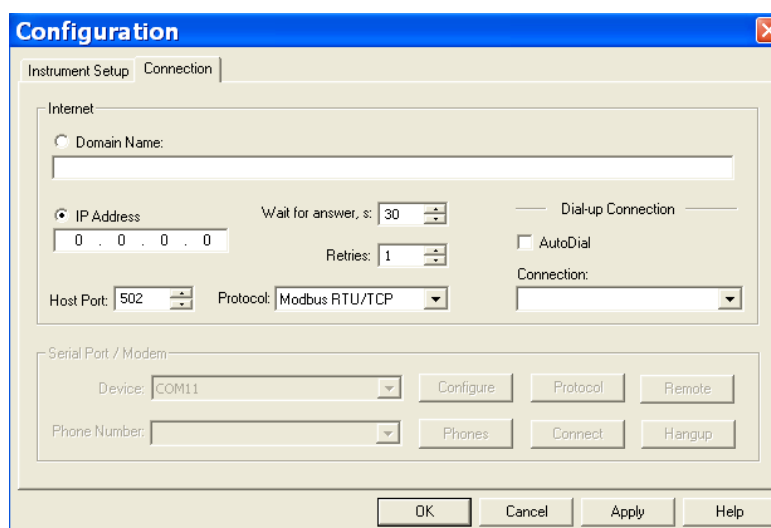 Configuration
Instrument Setup Connection
Internet
Domain Name:
IP Address Wait for answer, s: 30 Dial-up Connection
0 . 0 . 0 . 0 Retries: 1 AutoDial
Connection:
Host Port: 502 Protocol: Modbus RTU/TCP
Serial Port / Modem
Device: COM11 Configure Protocol Remote
Phone Number: Phones Connect Hangup
OK Cancel Apply Help